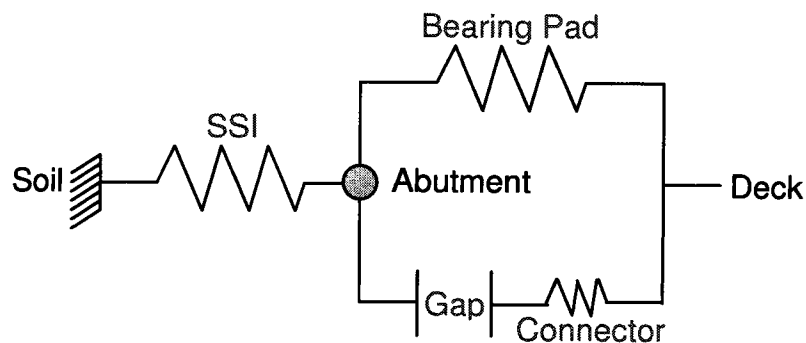 Bearing Pad
SSI
Soil
Abutment
Deck
Gap
Connector